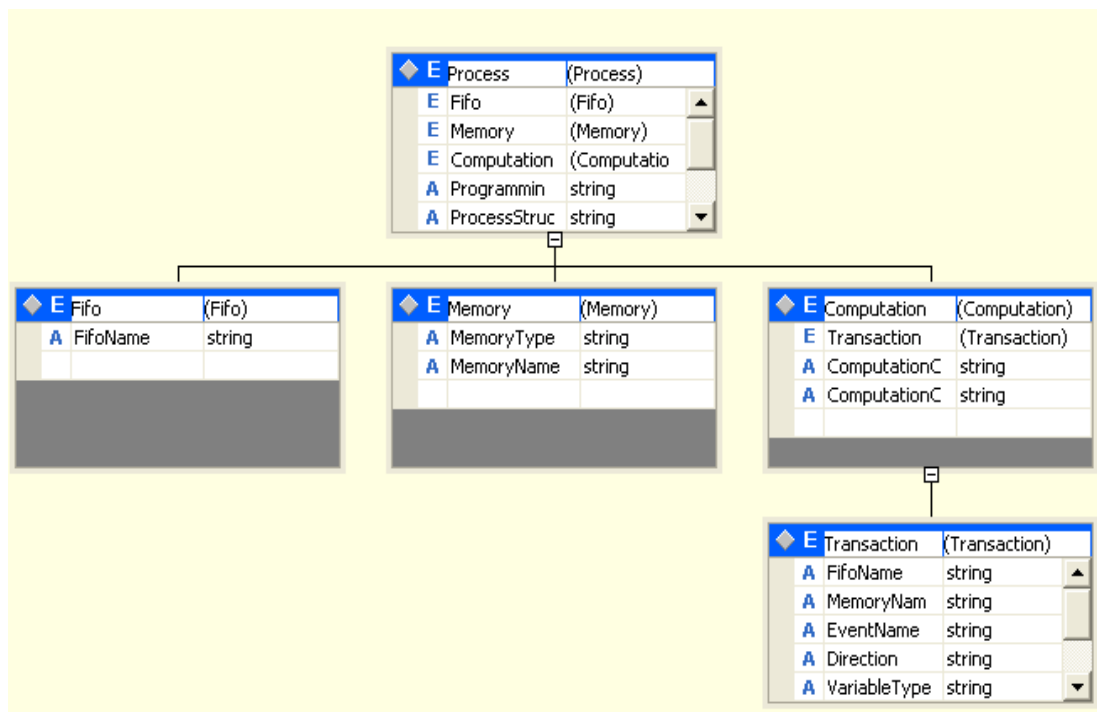 E Process (Process)
E Fifo (Fifo)
E Memory (Memory)
E Computation (Computatio
A Programmin string
A ProcessStruc string
E Fifo (Fifo)
A FifoName string
E Memory (Memory)
A MemoryType string
A MemoryName string
E Computation (Computation)
E Transaction (Transaction)
A ComputationC string
A ComputationC string
E Transaction (Transaction)
A FifoName string
A MemoryNam string
A EventName string
A Direction string
A VariableType string